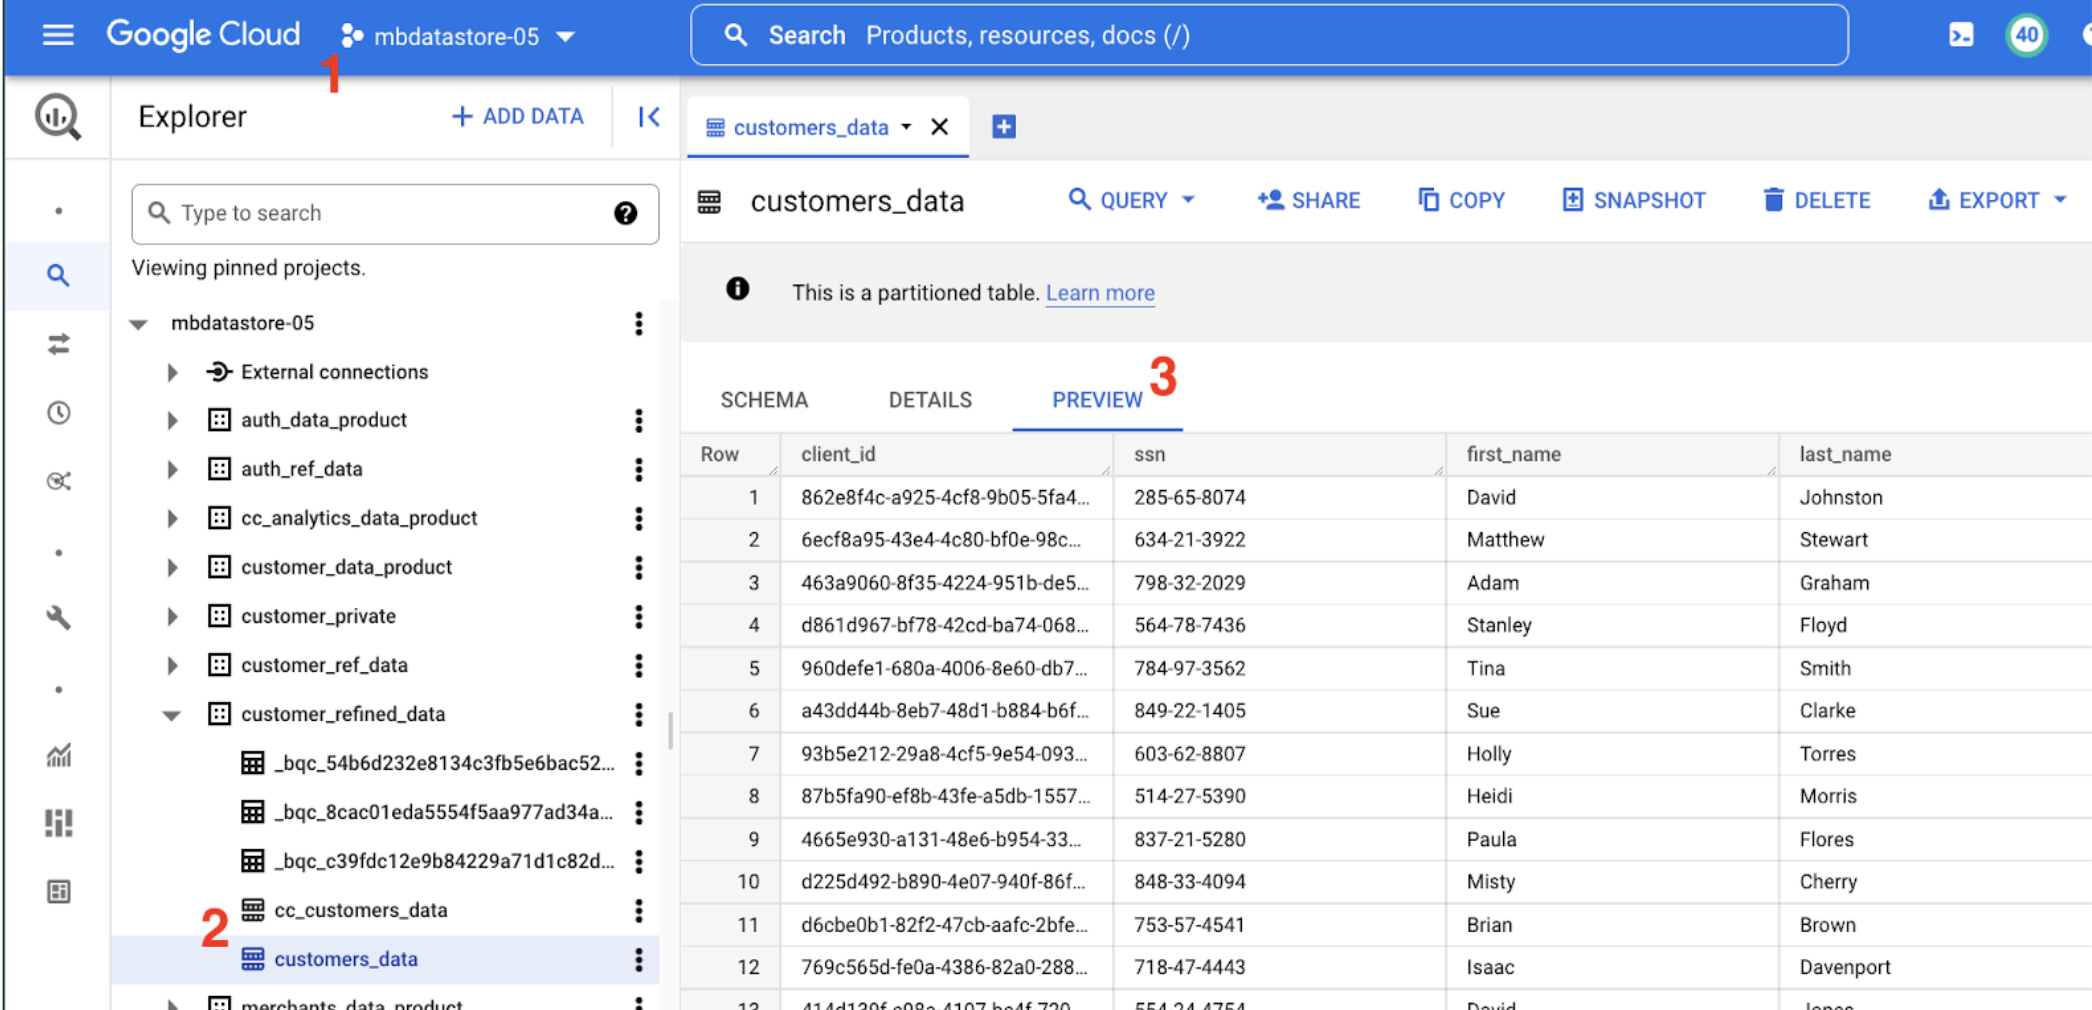 Google Cloud mbdatastore-05 Search Products, resources, docs (/) 40
1
Explorer + ADD DATA
Type to search
Viewing pinned projects.
mbdatastore-05
External connections
auth_data_product
auth_ref_data
cc_analytics_data_product
customer_data_product
customer_private
customer_ref_data
customer_refined_data
_bqc_54b6d232e8134c3fb5e6bac52...
_bqc_8cac01eda5554f5aa977ad34a...
_bqc_c39fdc12e9b84229a71d1c82d...
cc_customers_data
2
customers_data
merchants_data_product
customers_data
customers_data QUERY SHARE COPY SNAPSHOT DELETE EXPORT
This is a partitioned table. Learn more
SCHEMA DETAILS PREVIEW 3
Row client_id ssn first_name last_name
1 862e8f4c-a925-4cf8-9b05-5fa4... 285-65-8074 David Johnston
2 6ecf8a95-43e4-4c80-bf0e-98c... 634-21-3922 Matthew Stewart
3 463a9060-8f35-4224-951b-de5... 798-32-2029 Adam Graham
4 d861d967-bf78-42cd-ba74-068... 564-78-7436 Stanley Floyd
5 960defe1-680a-4006-8e60-db7... 784-97-3562 Tina Smith
6 a43dd44b-8eb7-48d1-b884-b6f... 849-22-1405 Sue Clarke
7 93b5e212-29a8-4cf5-9e54-093... 603-62-8807 Holly Torres
8 87b5fa90-ef8b-43fe-a5db-1557... 514-27-5390 Heidi Morris
9 4665e930-a131-48e6-b954-33... 837-21-5280 Paula Flores
10 d225d492-b890-4e07-940f-86f... 848-33-4094 Misty Cherry
11 d6cbe0b1-82f2-47cb-aafc-2bfe... 753-57-4541 Brian Brown
12 769c565d-fe0a-4386-82a0-288... 718-47-4443 Isaac Davenport
13 554-24-4754 David Jones